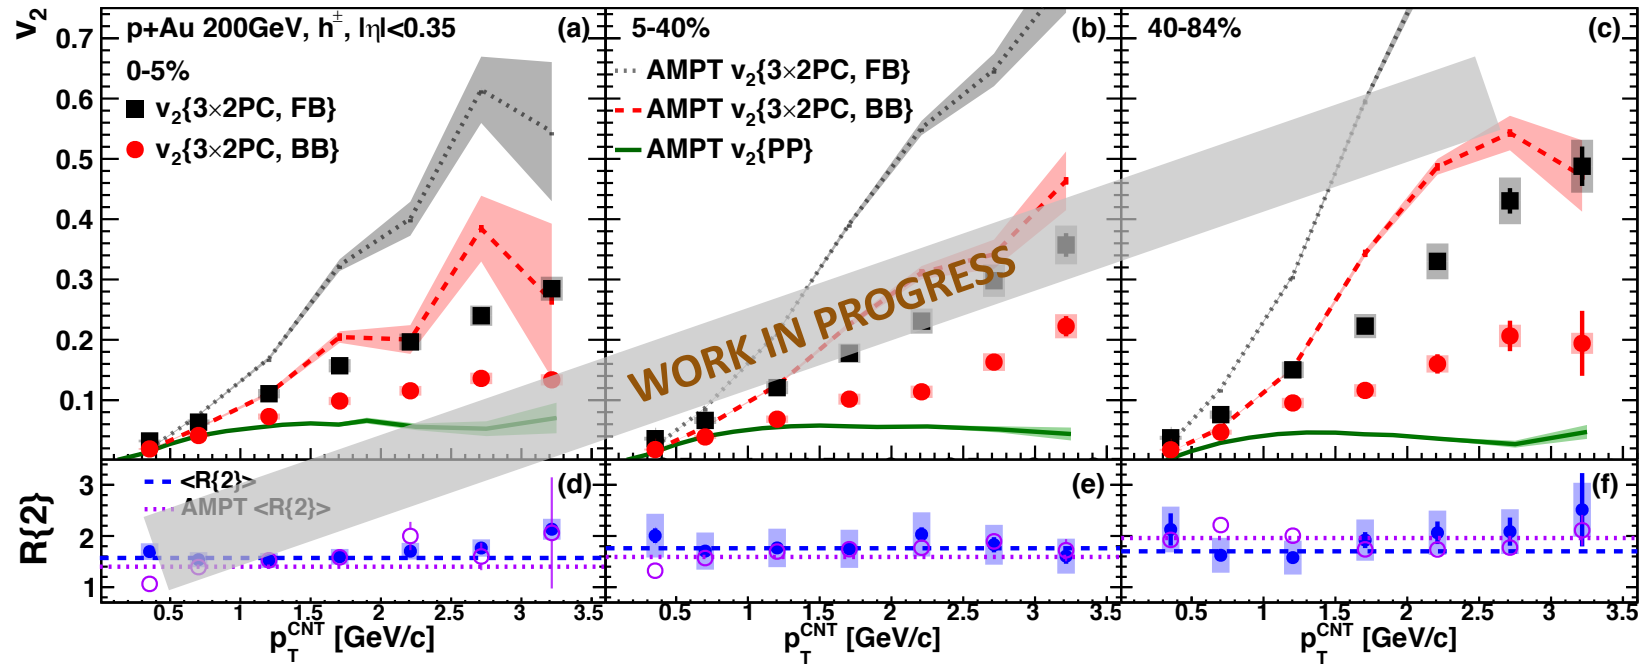 v2
p+Au 200GeV, h±, |η|<0.35
(a)
0-5%
v2{3×2PC, FB}
v2{3×2PC, BB}
0.7
0.6
0.5
0.4
0.3
0.2
0.1
5-40%
(b)
AMPT v2{3×2PC, FB}
AMPT v2{3×2PC, BB}
AMPT v2{PP}
40-84%
(c)
WORK IN PROGRESS
R{2}
3
2
1
<R{2}>
AMPT <R{2}>
(d)
(e)
(f)
0.5 1 1.5 2 2.5 3 3.5
0.5 1 1.5 2 2.5 3 3.5
0.5 1 1.5 2 2.5 3 3.5
pTCNT [GeV/c]
pTCNT [GeV/c]
pTCNT [GeV/c]